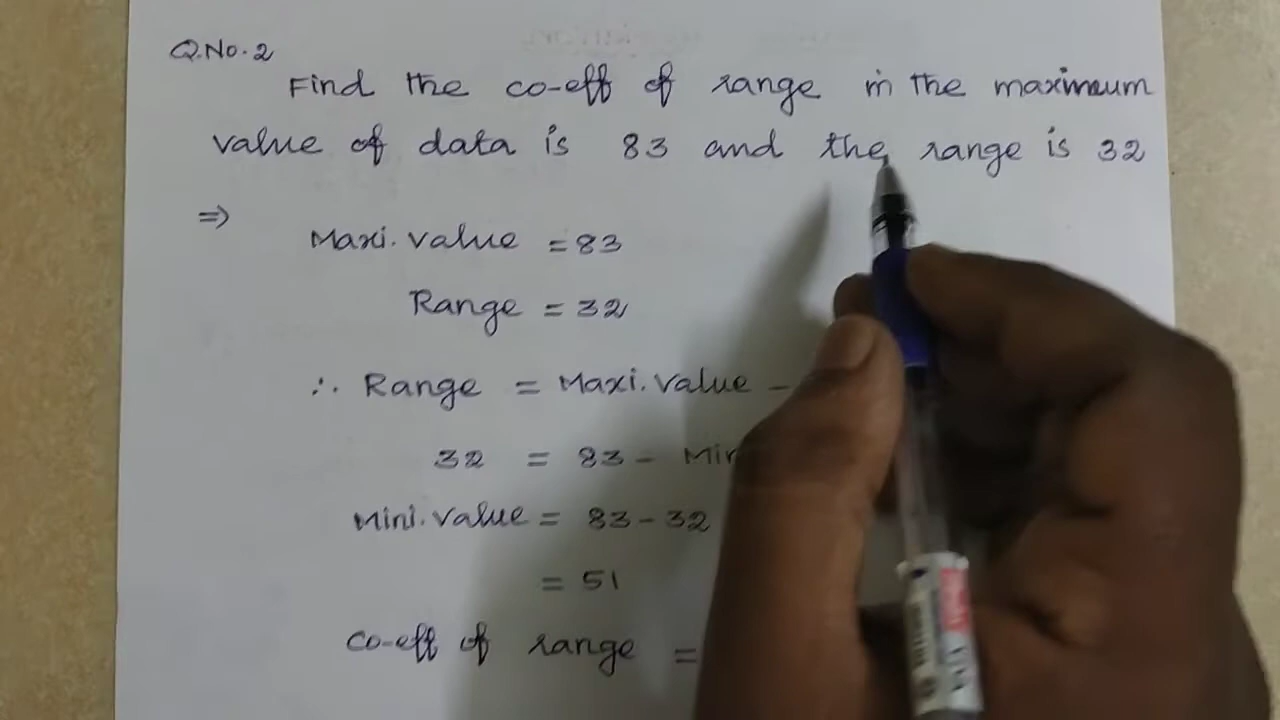 Q.No.2
Find the co-eff of range in the maximum
value of data is 83 and the range is 32
⇒
Maxi. value = 83
Range = 32
∴ Range = Maxi. value -
32 = 83 -
Mini. value = 83 - 32
= 51
co-eff of range =